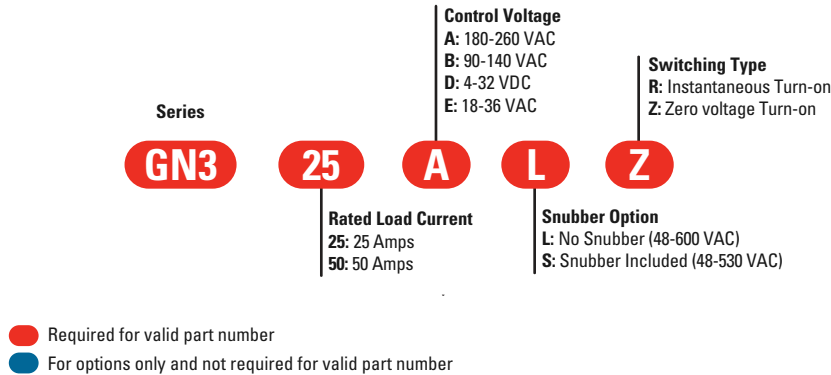 Control Voltage
A: 180-260 VAC
B: 90-140 VAC
D: 4-32 VDC
E: 18-36 VAC
Switching Type
R: Instantaneous Turn-on
Z: Zero voltage Turn-on
Series
GN3 25 A L Z
Rated Load Current
25: 25 Amps
50: 50 Amps
Snubber Option
L: No Snubber (48-600 VAC)
S: Snubber Included (48-530 VAC)
Required for valid part number
For options only and not required for valid part number